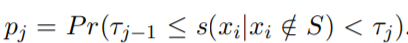 p_j = Pr(τ_{j−1} ≤ s(x_i|x_i ∉ S) < τ_j).